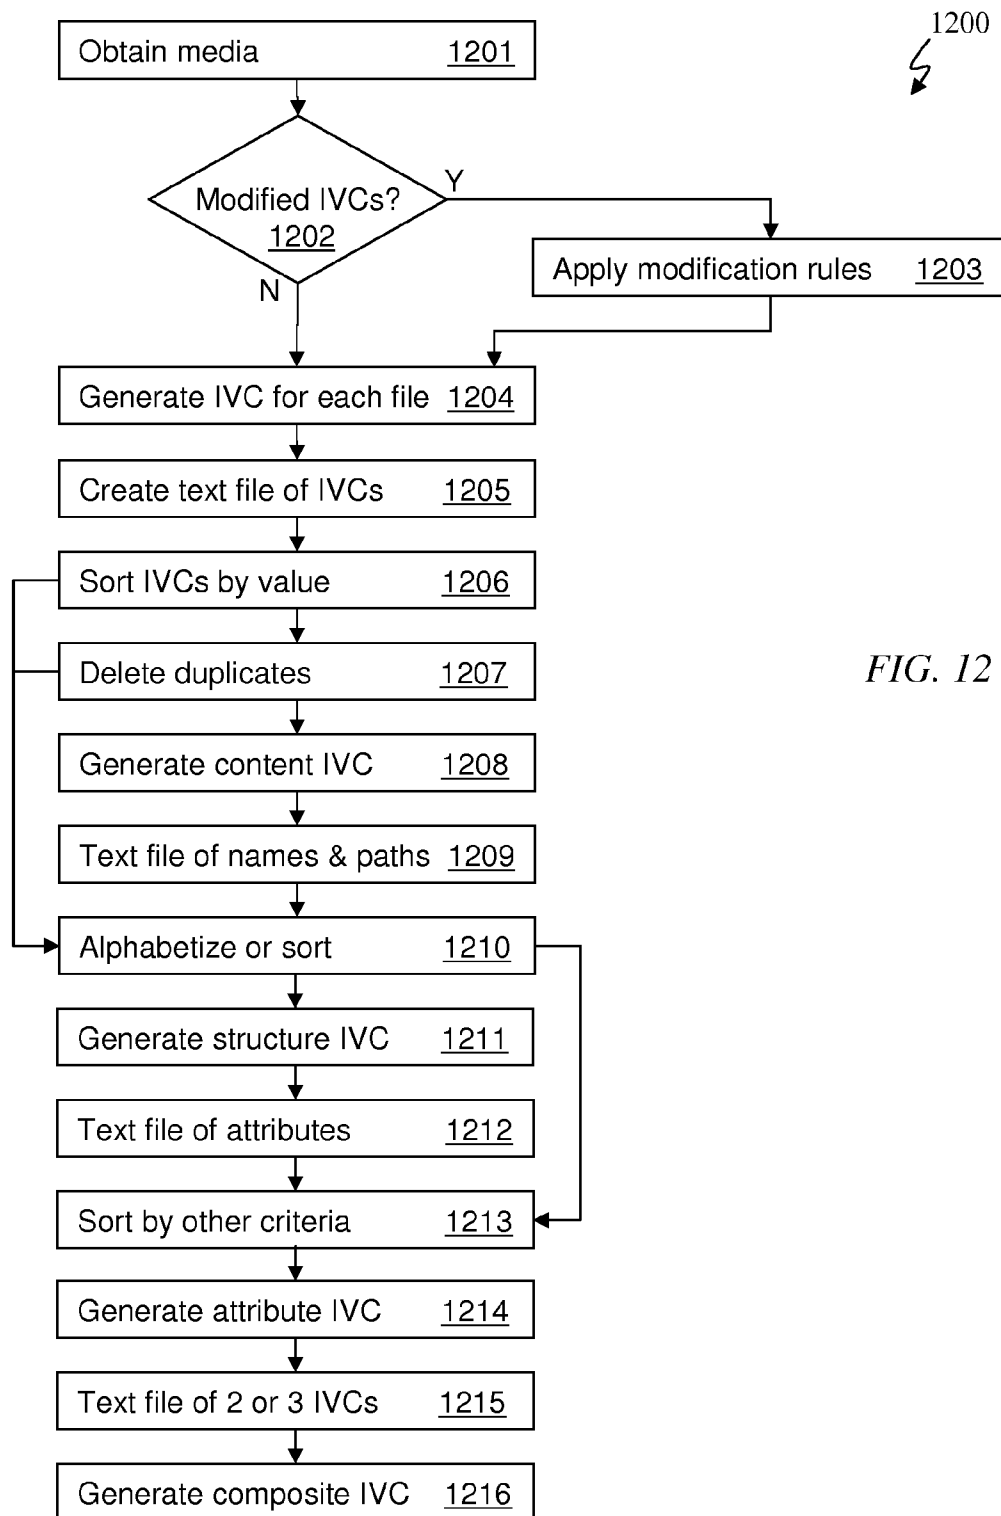 1200
Obtain media 1201
Modified IVCs?
1202
Y
N
Apply modification rules 1203
Generate IVC for each file 1204
Create text file of IVCs 1205
Sort IVCs by value 1206
Delete duplicates 1207
FIG. 12
Generate content IVC 1208
Text file of names & paths 1209
Alphabetize or sort 1210
Generate structure IVC 1211
Text file of attributes 1212
Sort by other criteria 1213
Generate attribute IVC 1214
Text file of 2 or 3 IVCs 1215
Generate composite IVC 1216